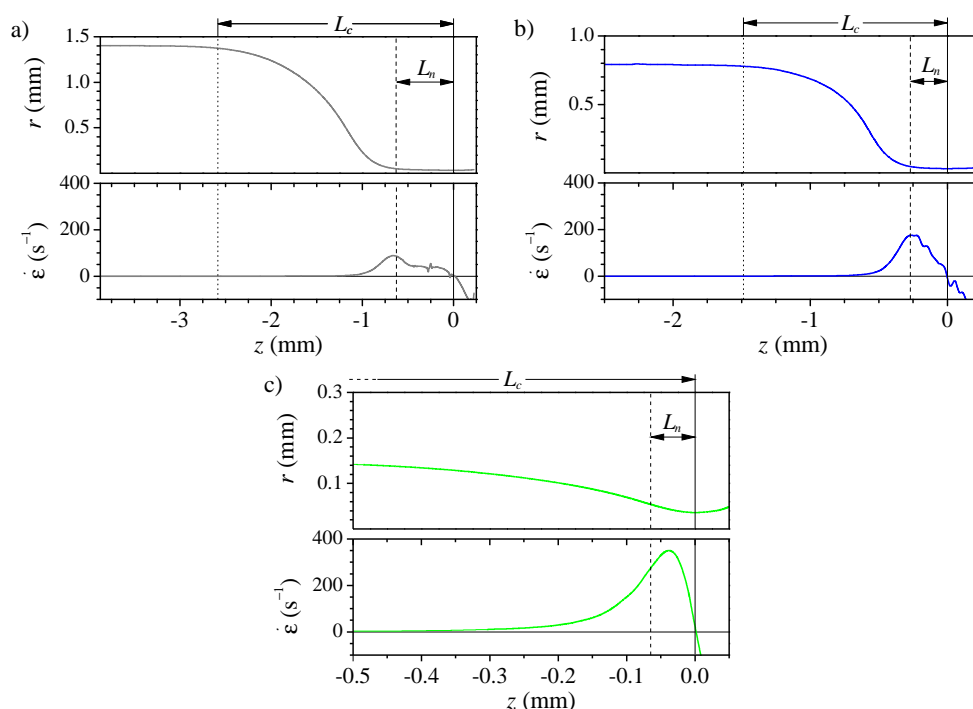 a)
L_c
L_n
r (mm)
1.5
1.0
0.5
ε̇ (s⁻¹)
400
200
0
-3 -2 -1 0
z (mm)
b)
L_c
L_n
r (mm)
1.0
0.5
ε̇ (s⁻¹)
400
200
0
-2 -1 0
z (mm)
c)
L_c
L_n
r (mm)
0.3
0.2
0.1
ε̇ (s⁻¹)
400
200
0
-0.5 -0.4 -0.3 -0.2 -0.1 0.0
z (mm)